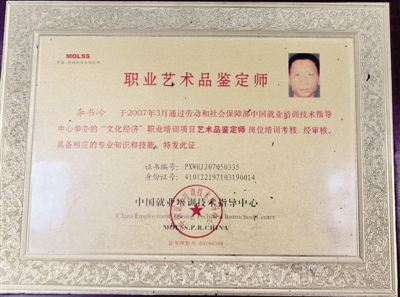 MOLSS
职业艺术品鉴定师
李书冷 于2007年3月通过劳动和社会保障部中国就业培训技术指导
中心举办的“文化经济”职业培训项目艺术品鉴定师 岗位培训考核, 经审核,
具备相应的专业知识和技能, 特发此证.
证书编号: PXWHJJ07050335
身份证号: 410122197103190014
中国就业培训技术指导中心
China Employment Training Technical Instruction Center
MOLSS,P.R.CHINA